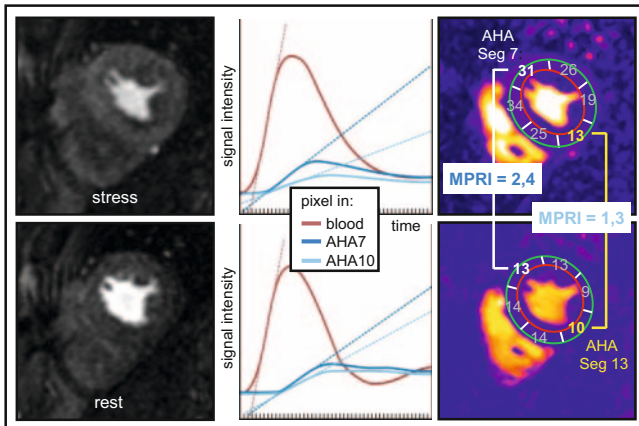 stress
rest
signal intensity
signal intensity
time
pixel in:
blood
AHA7
AHA10
AHA
Seg 7
31
26
34
19
25
13
MPRI = 2,4
MPRI = 1,3
13
13
14
9
14
10
AHA
Seg 13